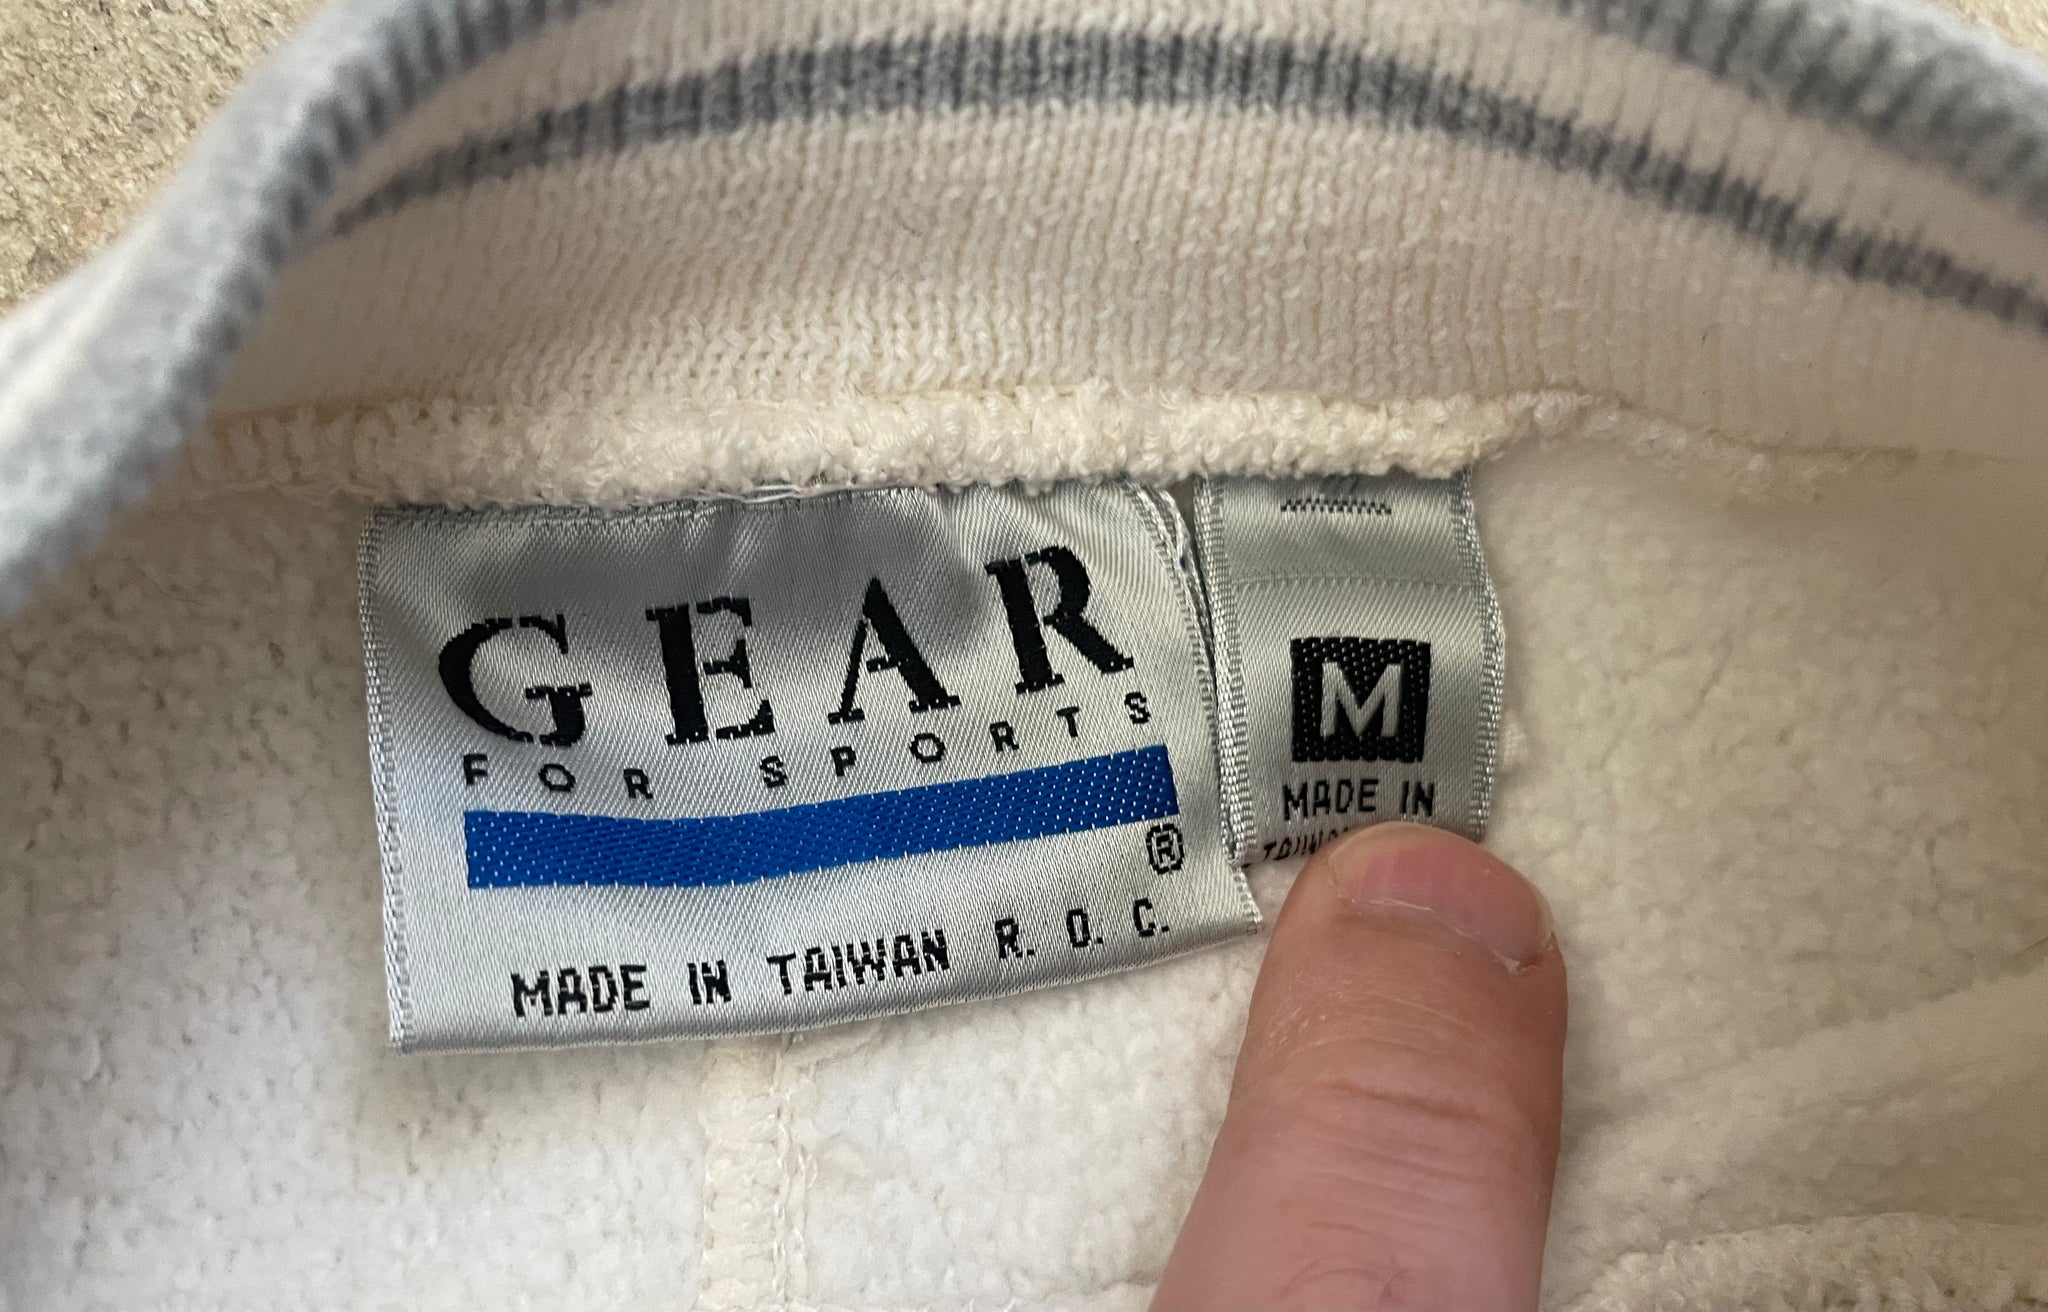 GEAR
FOR SPORTS
®
MADE IN TAIWAN R. O. C.
M
MADE IN